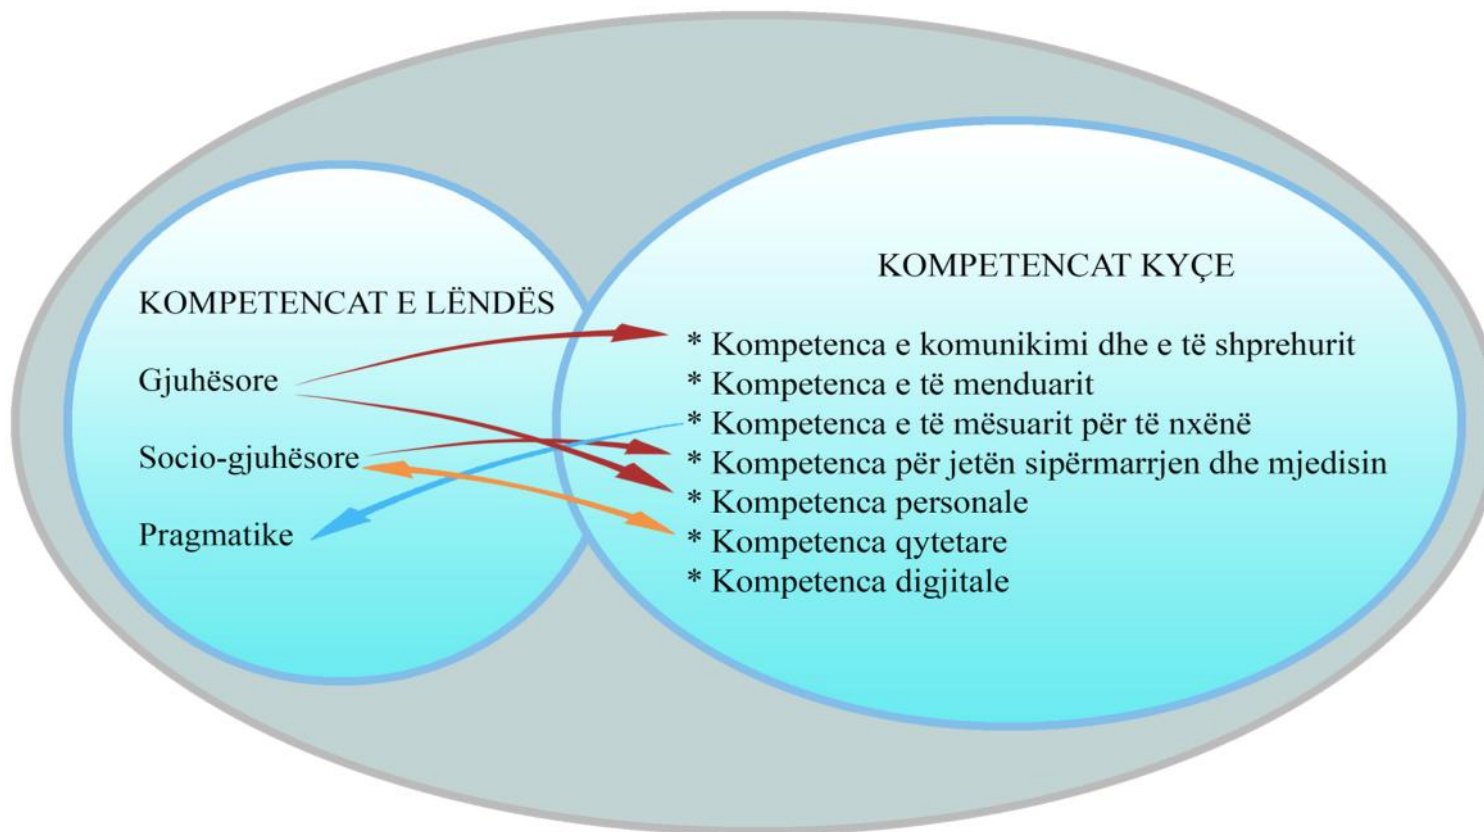 KOMPETENCAT E LËNDËS
Gjuhësore
Socio-gjuhësore
Pragmatike
KOMPETENCAT KYÇE
* Kompetenca e komunikimi dhe e të shprehurit
* Kompetenca e të menduarit
* Kompetenca e të mësuarit për të nxënë
* Kompetenca për jetën sipërmarrjen dhe mjedisin
* Kompetenca personale
* Kompetenca qytetare
* Kompetenca digjitale